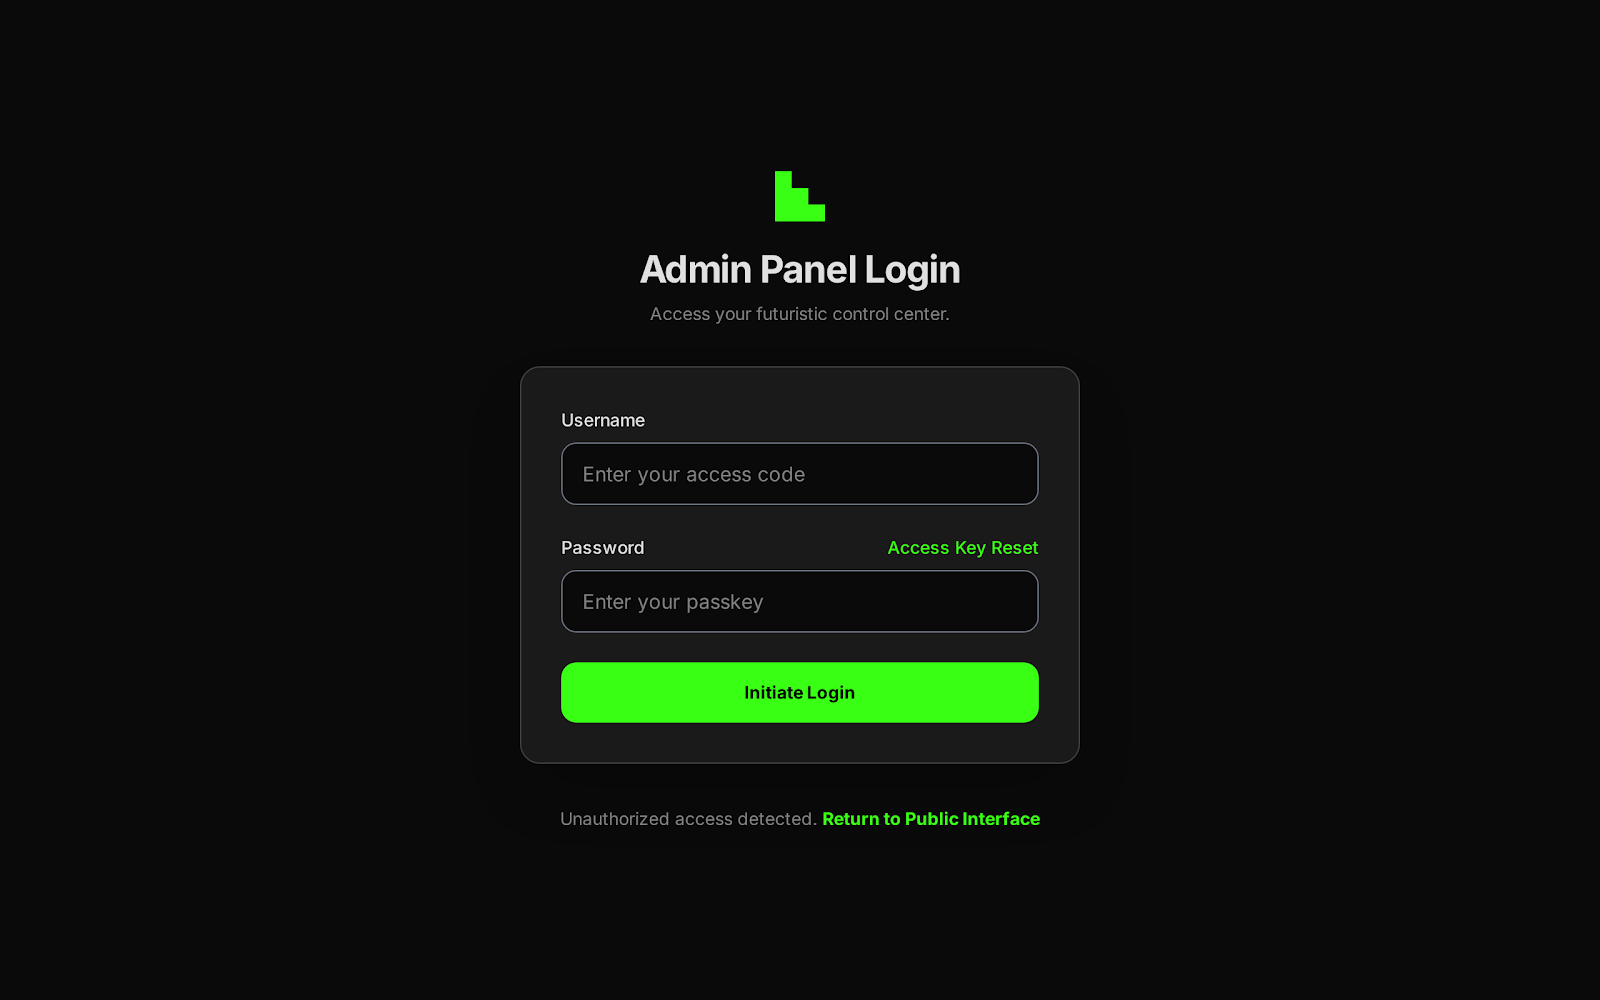 Admin Panel Login
Access your futuristic control center.
Username
Enter your access code
Password Access Key Reset
Enter your passkey
Initiate Login
Unauthorized access detected. Return to Public Interface